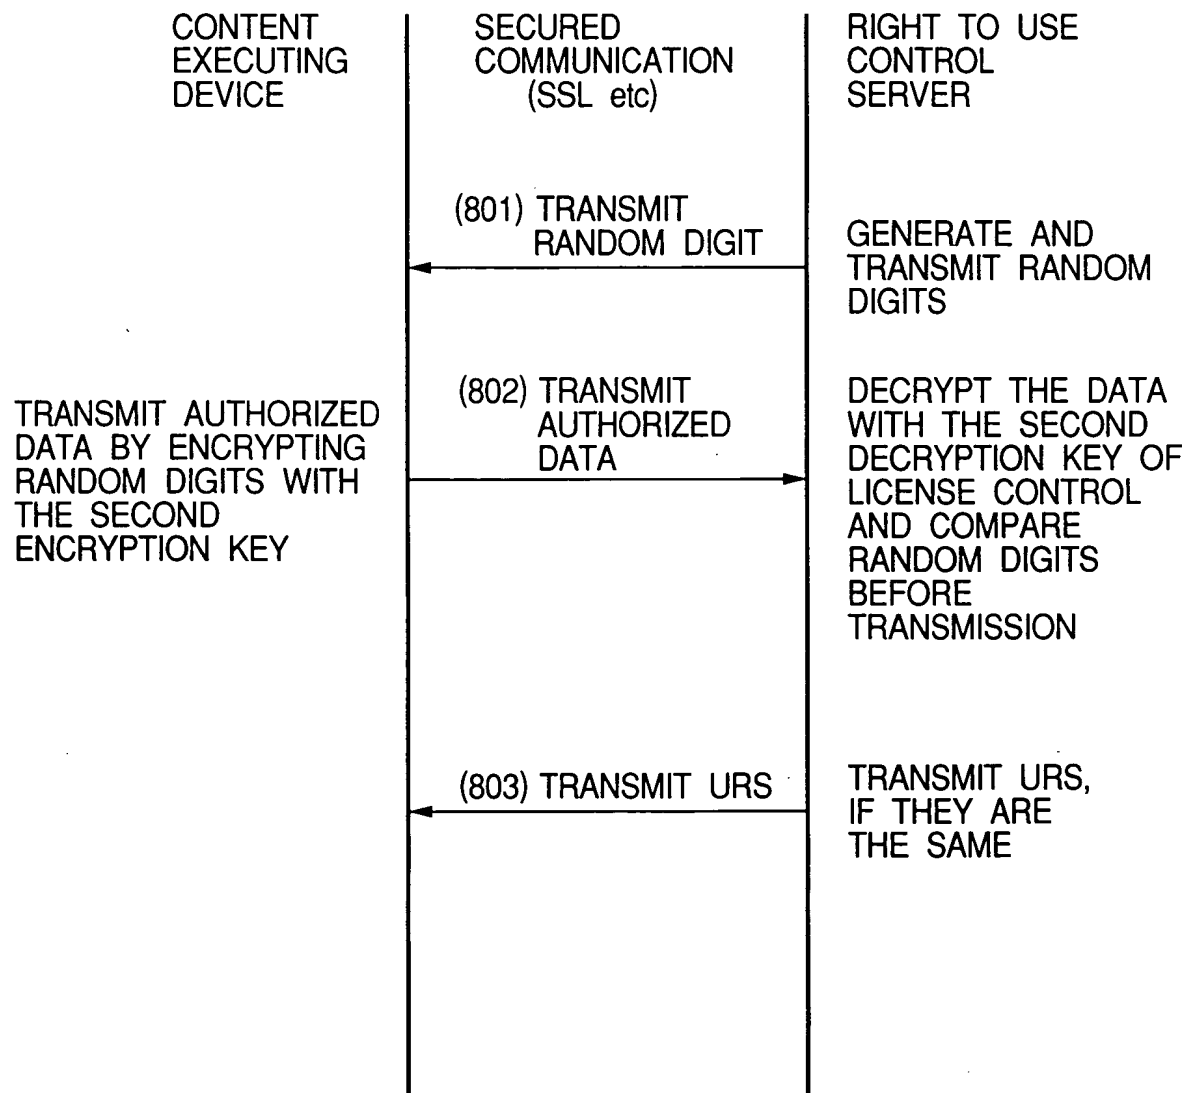 CONTENT
EXECUTING
DEVICE
SECURED
COMMUNICATION
(SSL etc)
RIGHT TO USE
CONTROL
SERVER
(801) TRANSMIT
RANDOM DIGIT
GENERATE AND
TRANSMIT RANDOM
DIGITS
TRANSMIT AUTHORIZED
DATA BY ENCRYPTING
RANDOM DIGITS WITH
THE SECOND
ENCRYPTION KEY
(802) TRANSMIT
AUTHORIZED
DATA
DECRYPT THE DATA
WITH THE SECOND
DECRYPTION KEY OF
LICENSE CONTROL
AND COMPARE
RANDOM DIGITS
BEFORE
TRANSMISSION
(803) TRANSMIT URS
TRANSMIT URS,
IF THEY ARE
THE SAME